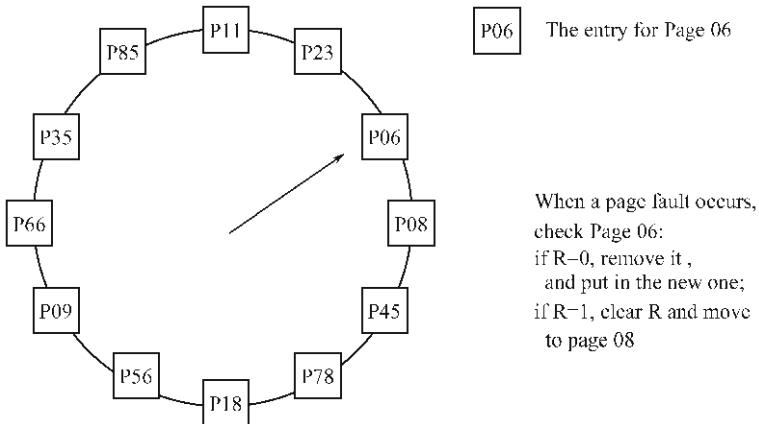 P11
P85
P23
P35
P06
P66
P08
P09
P45
P56
P78
P18
P06 The entry for Page 06
When a page fault occurs,
check Page 06:
if R=0, remove it ,
and put in the new one;
if R=1, clear R and move
to page 08